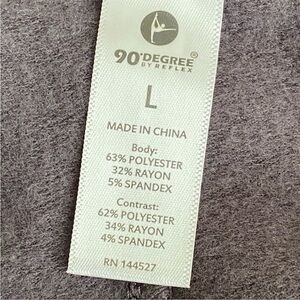 90°DEGREE®
BY REFLEX
L
MADE IN CHINA
Body:
63% POLYESTER
32% RAYON
5% SPANDEX
Contrast:
62% POLYESTER
34% RAYON
4% SPANDEX
RN 144527